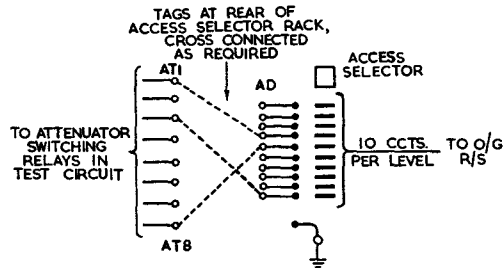 TAGS AT REAR OF
ACCESS SELECTOR RACK,
CROSS CONNECTED
AS REQUIRED
AT1
AD
ACCESS
SELECTOR
TO ATTENUATOR
SWITCHING
RELAYS IN
TEST CIRCUIT
10 CCTS.
PER LEVEL
TO O/G
R/S
AT8